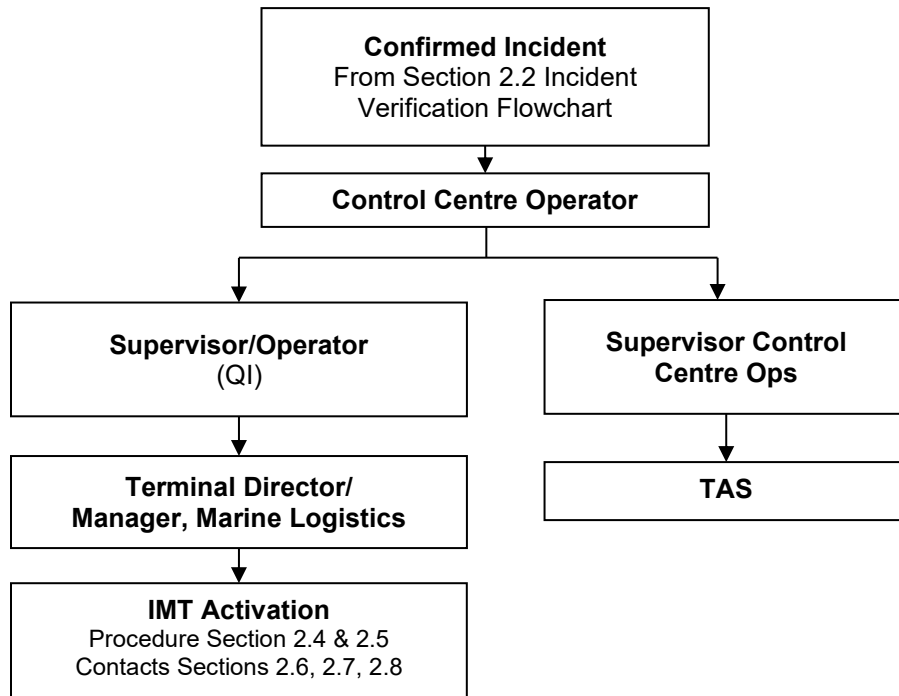 Confirmed Incident
From Section 2.2 Incident
Verification Flowchart
Control Centre Operator
Supervisor/Operator
(QI)
Supervisor Control
Centre Ops
Terminal Director/
Manager, Marine Logistics
TAS
IMT Activation
Procedure Section 2.4 & 2.5
Contacts Sections 2.6, 2.7, 2.8